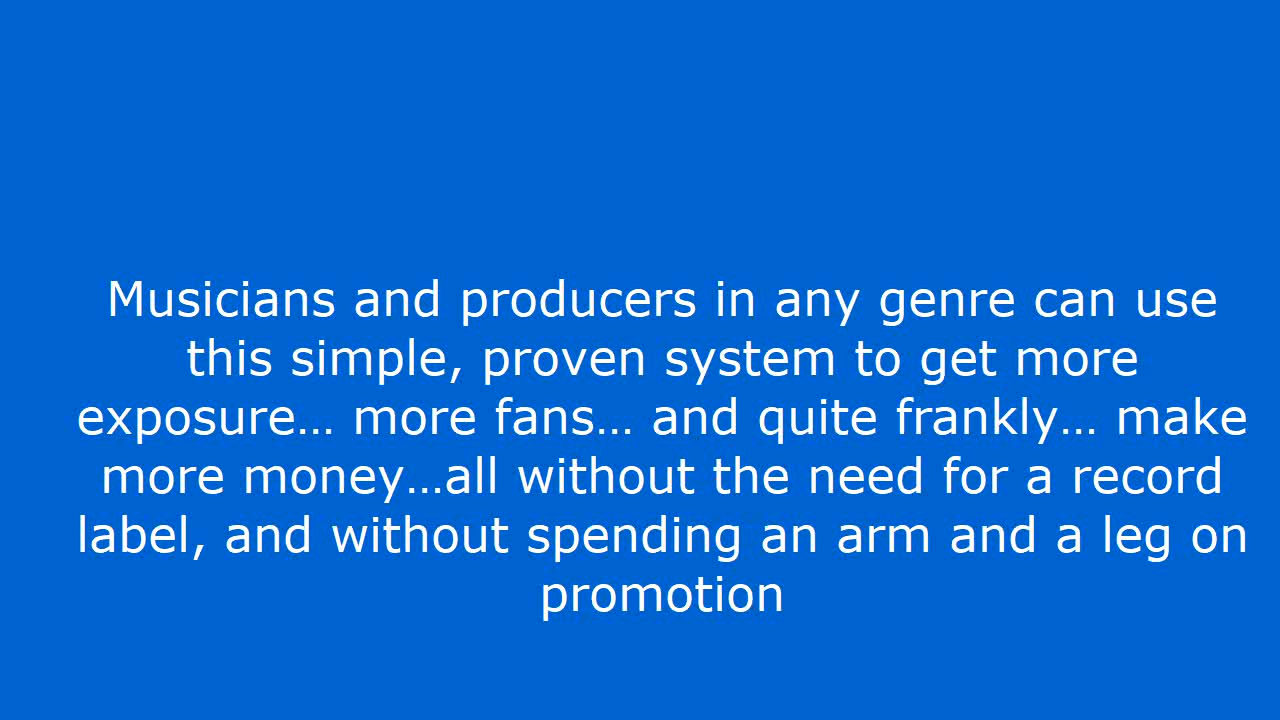 Musicians and producers in any genre can use
this simple, proven system to get more
exposure… more fans… and quite frankly… make
more money…all without the need for a record
label, and without spending an arm and a leg on
promotion